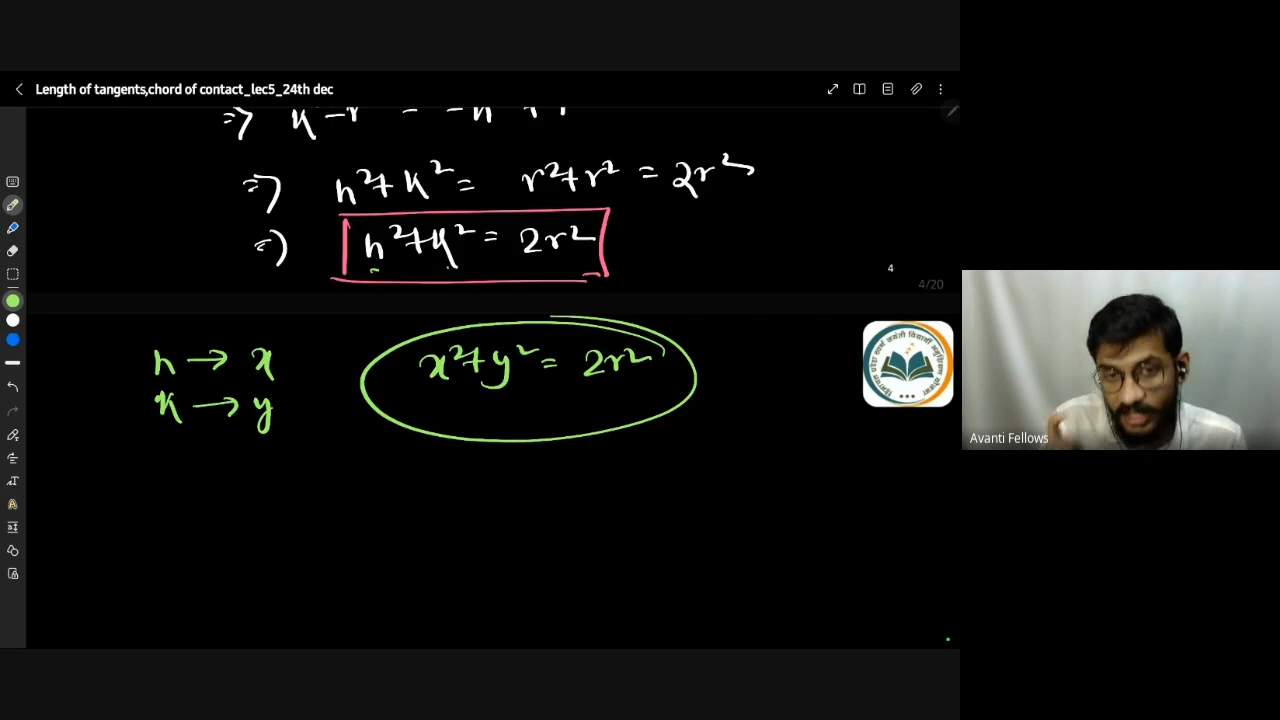 Length of tangents,chord of contact_lec5_24th dec
⇒ h²+k² = r²+r² = 2r²
⇒ h²+k² = 2r²
4
4/20
h → x
k → y
x²+y² = 2r²
Avanti Fellows